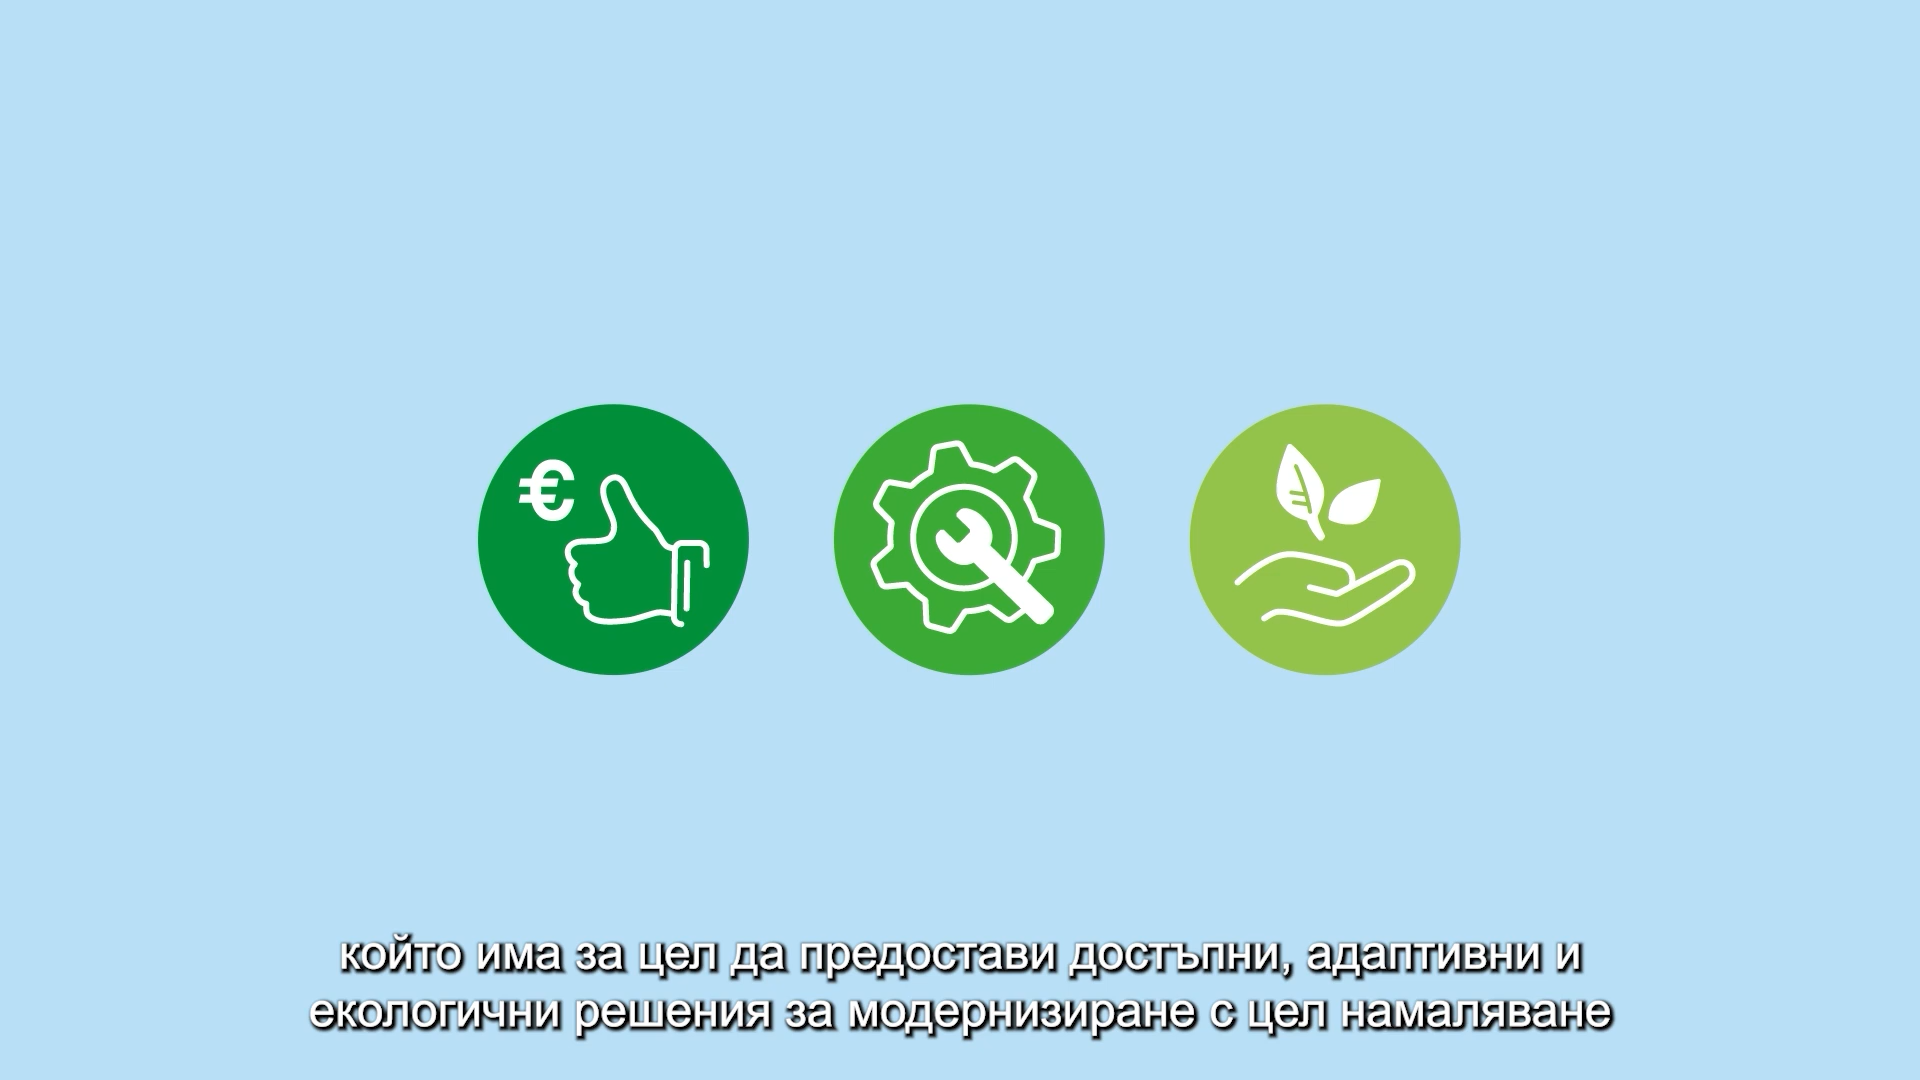 €
който има за цел да предостави достъпни, адаптивни и
екологични решения за модернизиране с цел намаляване